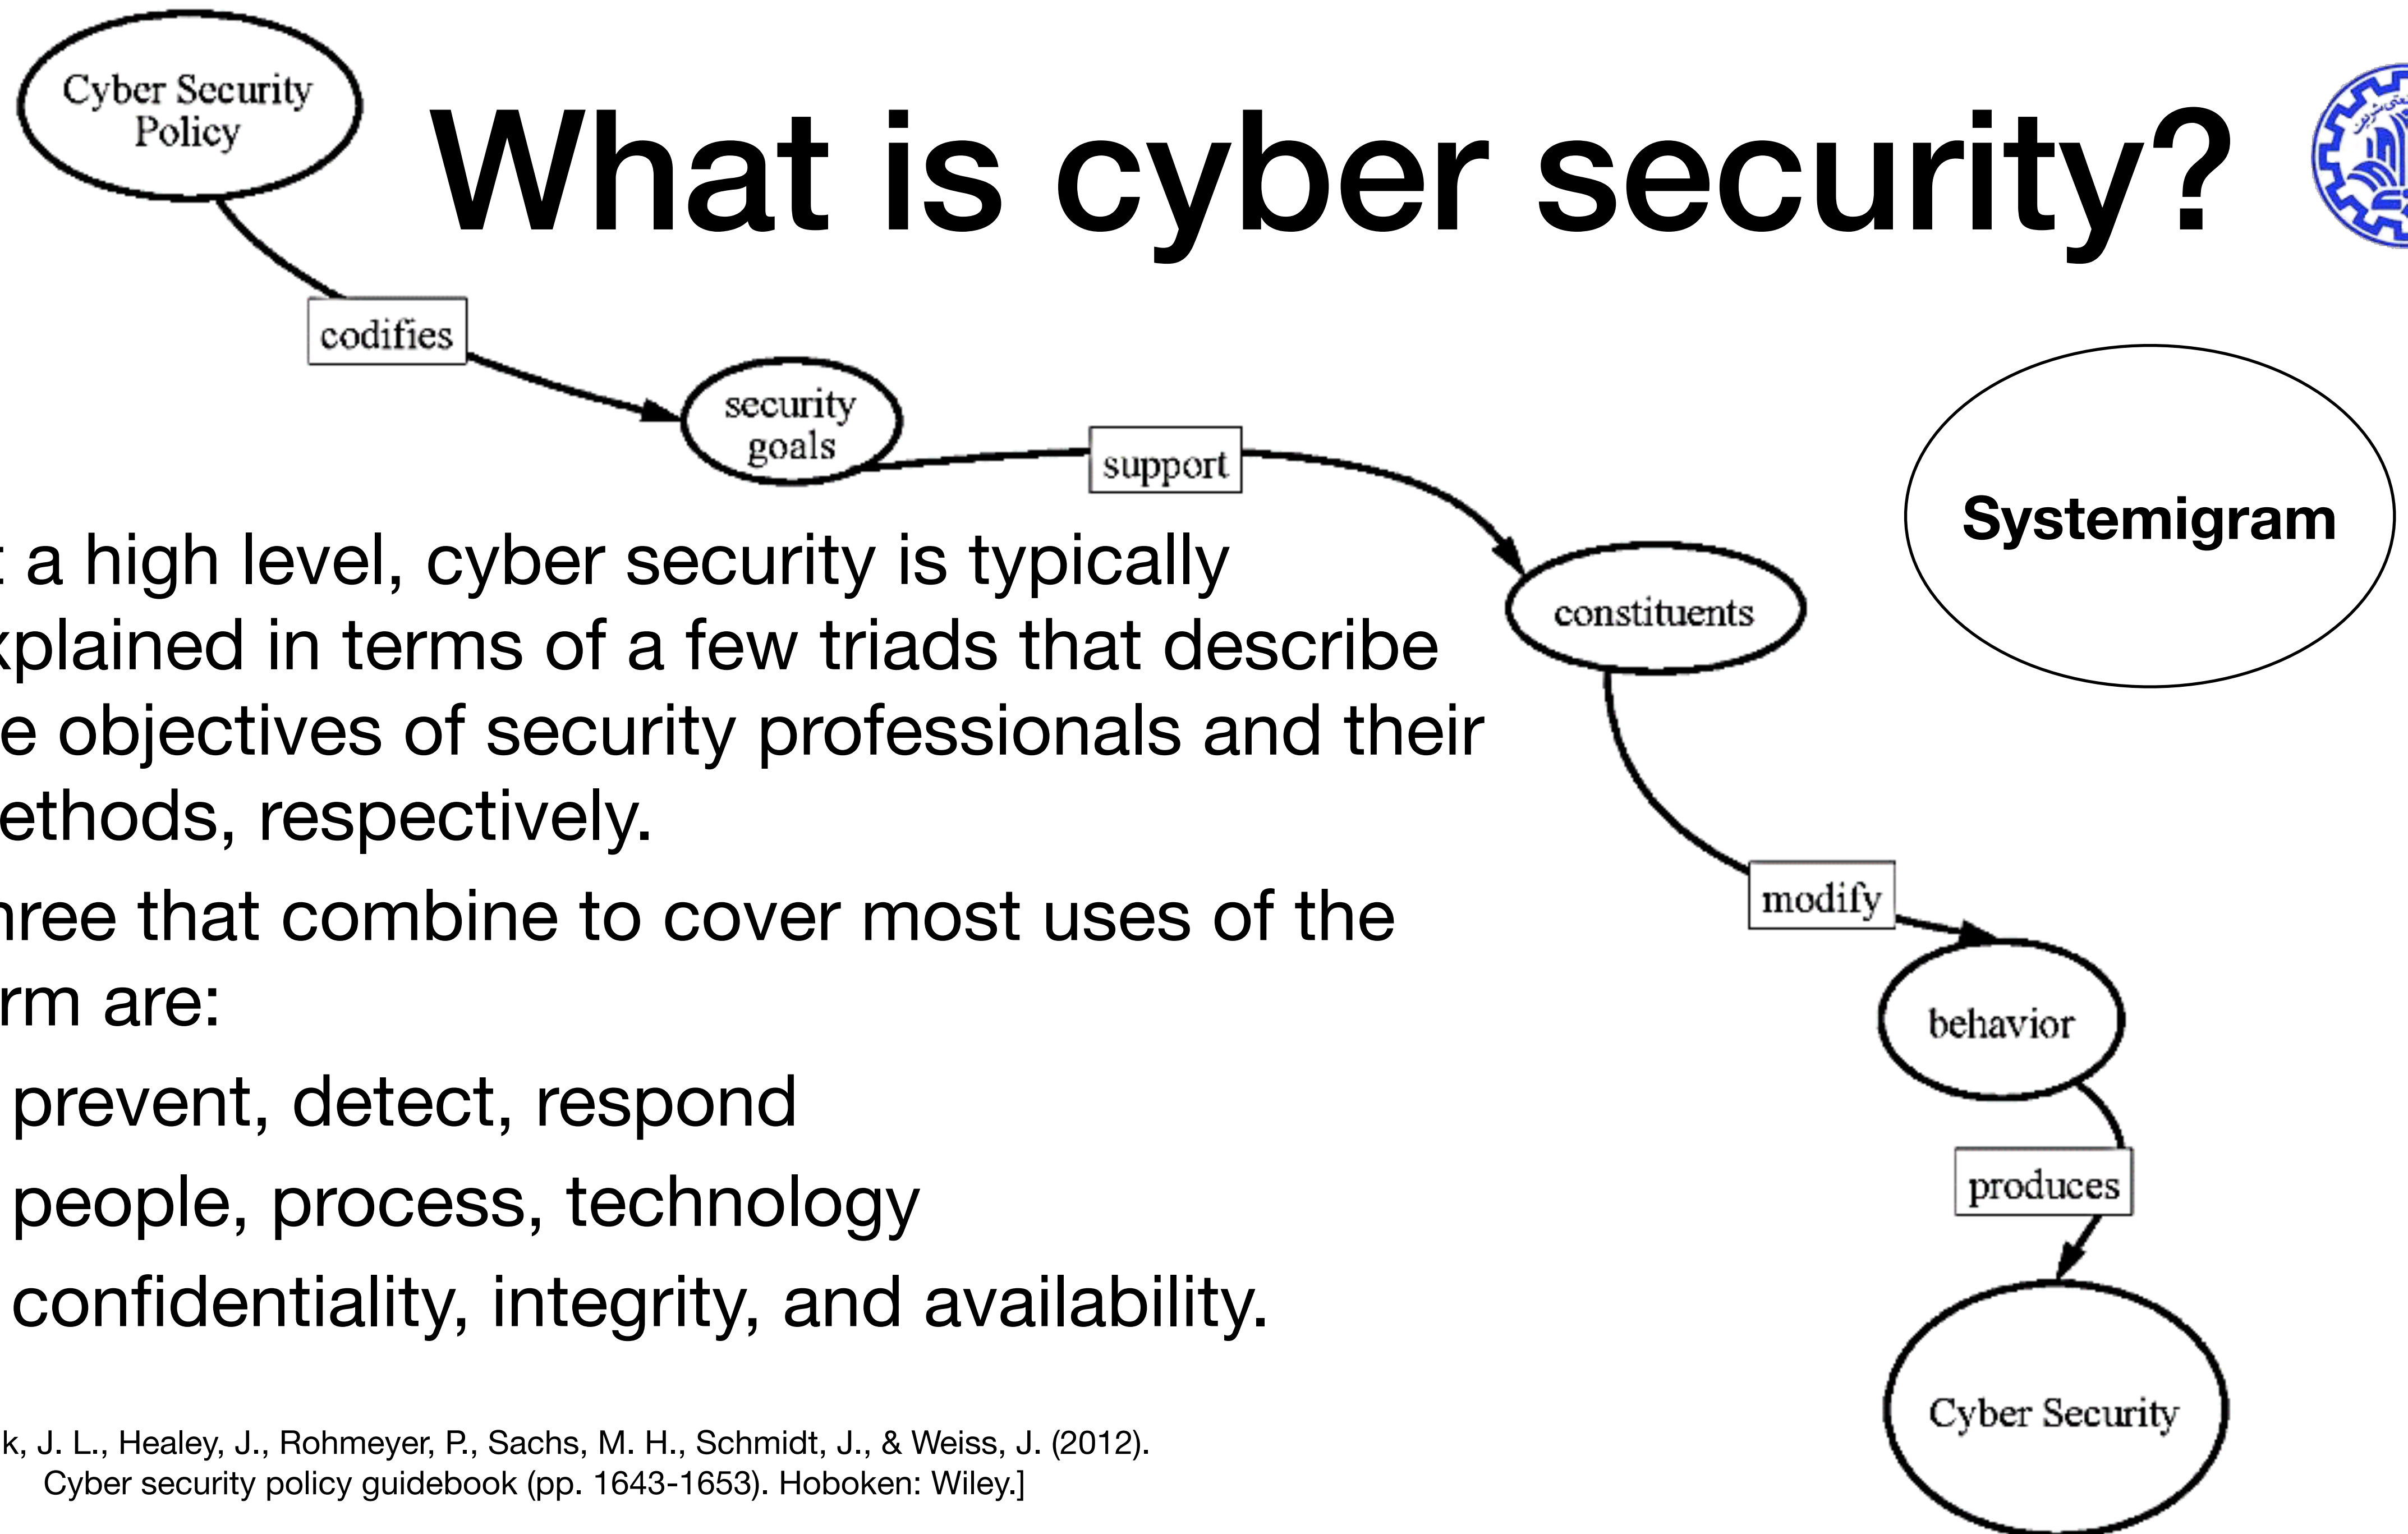 Cyber Security
Policy
What is cyber security?
codifies
security
goals
support
Systemigram
a high level, cyber security is typically
xplained in terms of a few triads that describe
e objectives of security professionals and their
ethods, respectively.
constituents
modify
hree that combine to cover most uses of the
rm are:
behavior
prevent, detect, respond
produces
people, process, technology
confidentiality, integrity, and availability.
Cyber Security
k, J. L., Healey, J., Rohmeyer, P., Sachs, M. H., Schmidt, J., & Weiss, J. (2012).
Cyber security policy guidebook (pp. 1643-1653). Hoboken: Wiley.]